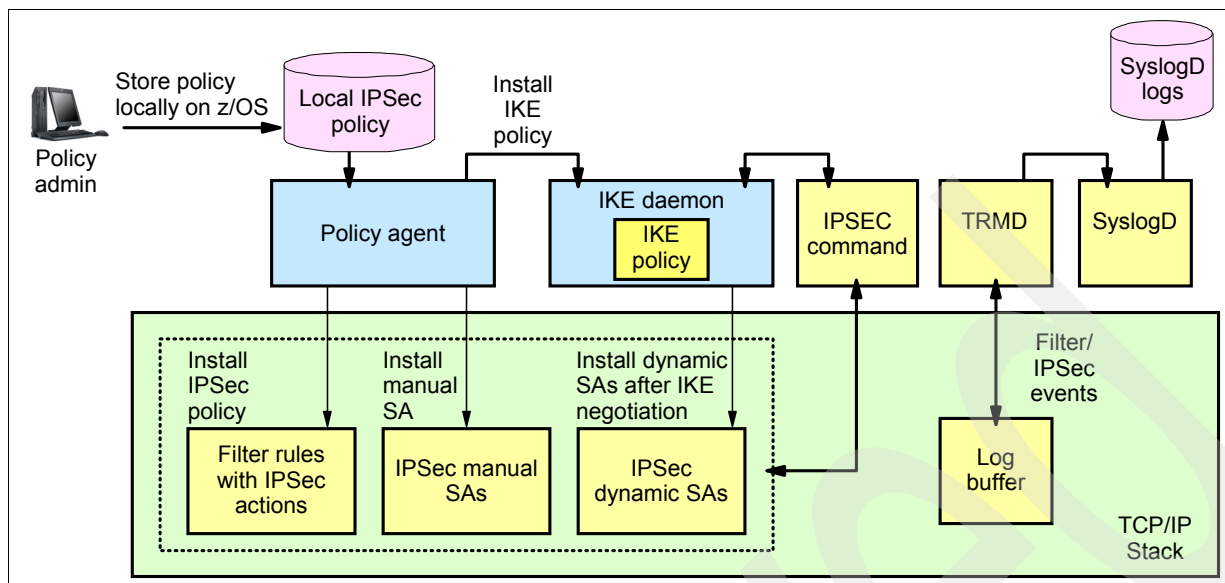 Store policy
locally on z/OS
Policy
admin
Local IPSec
policy
Install
IKE
policy
SyslogD
logs
Policy agent
IKE daemon
IKE
policy
IPSEC
command
TRMD
SyslogD
Install
IPSec
policy
Install
manual
SA
Install dynamic
SAs after IKE
negotiation
Filter/
IPSec
events
Filter rules
with IPSec
actions
IPSec manual
SAs
IPSec
dynamic SAs
Log
buffer
TCP/IP
Stack